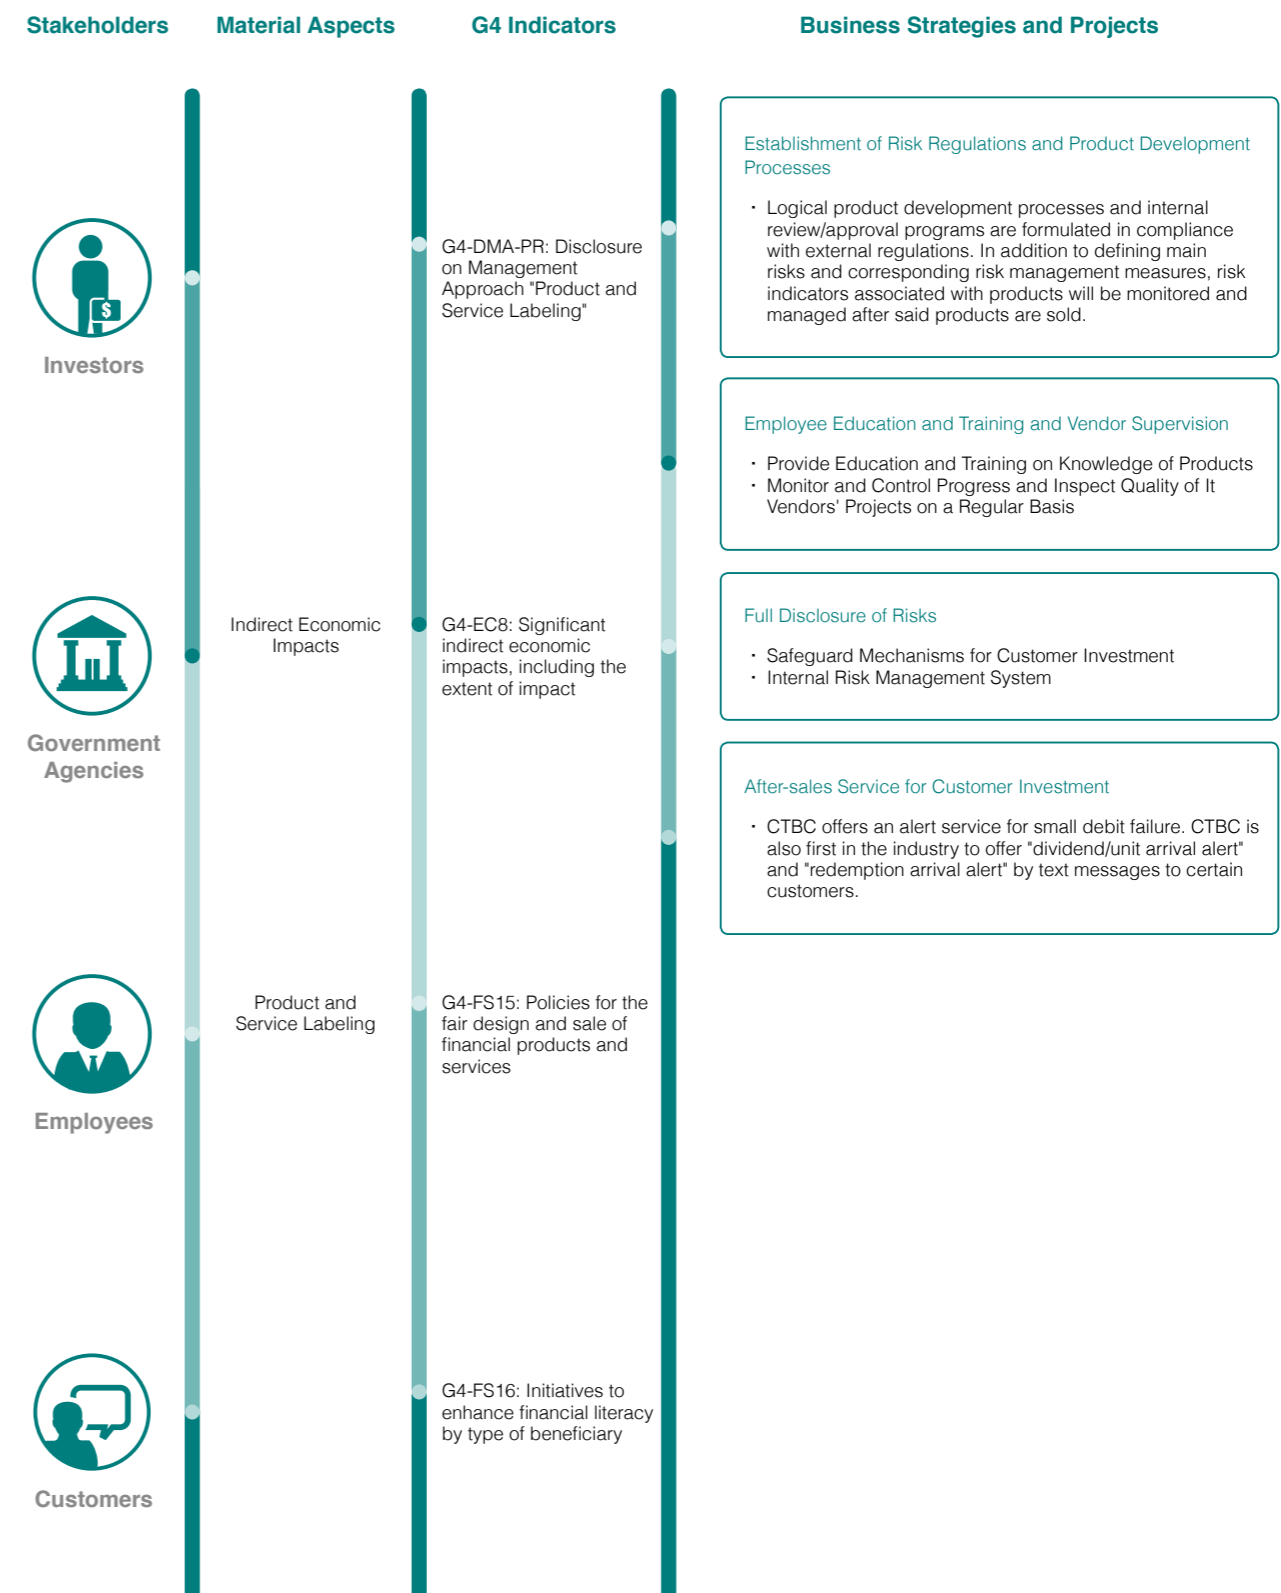 Stakeholders
Material Aspects
G4 Indicators
Business Strategies and Projects
Investors
Government
Agencies
Employees
Customers
Indirect Economic
Impacts
Product and
Service Labeling
G4-DMA-PR: Disclosure
on Management
Approach "Product and
Service Labeling"
G4-EC8: Significant
indirect economic
impacts, including the
extent of impact
G4-FS15: Policies for the
fair design and sale of
financial products and
services
G4-FS16: Initiatives to
enhance financial literacy
by type of beneficiary
Establishment of Risk Regulations and Product Development
Processes
· Logical product development processes and internal
review/approval programs are formulated in compliance
with external regulations. In addition to defining main
risks and corresponding risk management measures, risk
indicators associated with products will be monitored and
managed after said products are sold.
Employee Education and Training and Vendor Supervision
· Provide Education and Training on Knowledge of Products
· Monitor and Control Progress and Inspect Quality of It
Vendors' Projects on a Regular Basis
Full Disclosure of Risks
· Safeguard Mechanisms for Customer Investment
· Internal Risk Management System
After-sales Service for Customer Investment
· CTBC offers an alert service for small debit failure. CTBC is
also first in the industry to offer "dividend/unit arrival alert"
and "redemption arrival alert" by text messages to certain
customers.
$